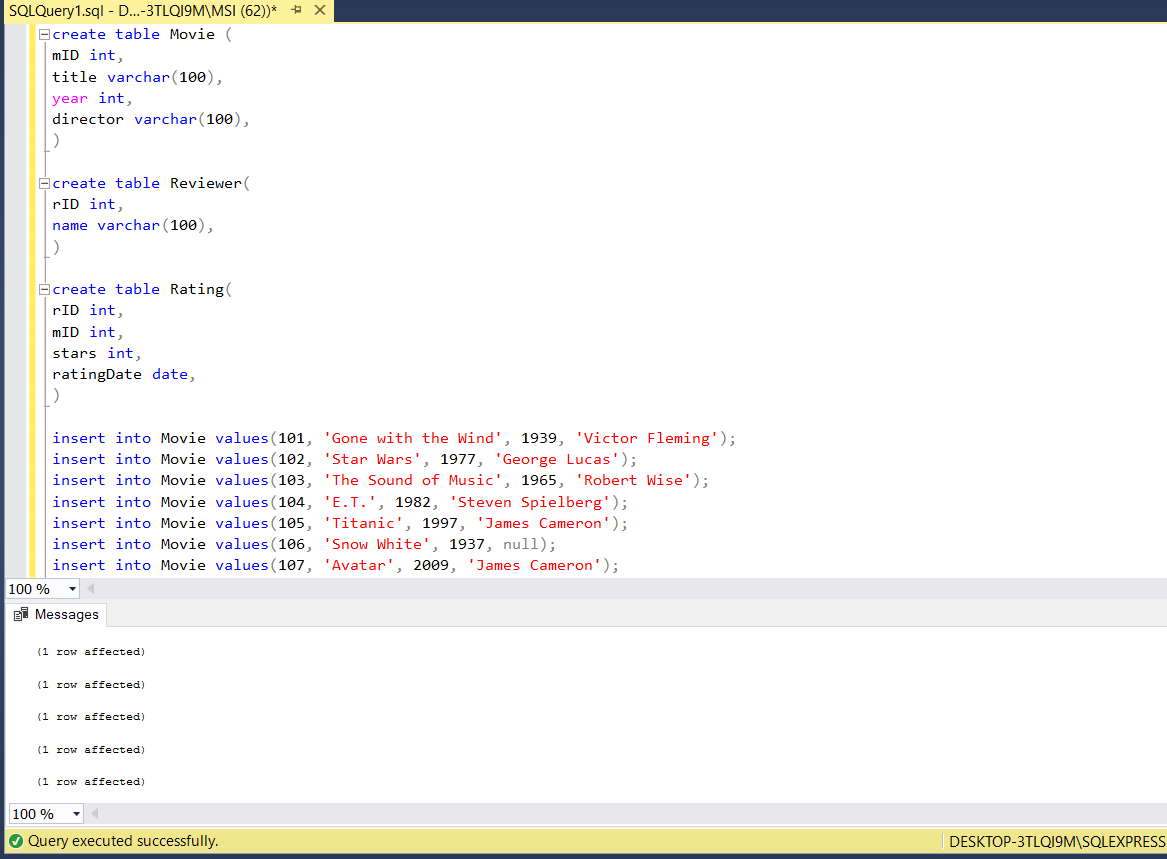 SQLQuery1.sql - D...-3TLQI9M\MSI (62))*
create table Movie (
mID int,
title varchar(100),
year int,
director varchar(100),
)
create table Reviewer(
rID int,
name varchar(100),
)
create table Rating(
rID int,
mID int,
stars int,
ratingDate date,
)
insert into Movie values(101, 'Gone with the Wind', 1939, 'Victor Fleming');
insert into Movie values(102, 'Star Wars', 1977, 'George Lucas');
insert into Movie values(103, 'The Sound of Music', 1965, 'Robert Wise');
insert into Movie values(104, 'E.T.', 1982, 'Steven Spielberg');
insert into Movie values(105, 'Titanic', 1997, 'James Cameron');
insert into Movie values(106, 'Snow White', 1937, null);
insert into Movie values(107, 'Avatar', 2009, 'James Cameron');
100 %
Messages
(1 row affected)
(1 row affected)
(1 row affected)
(1 row affected)
(1 row affected)
100 %
Query executed successfully.
DESKTOP-3TLQI9M\SQLEXPRESS